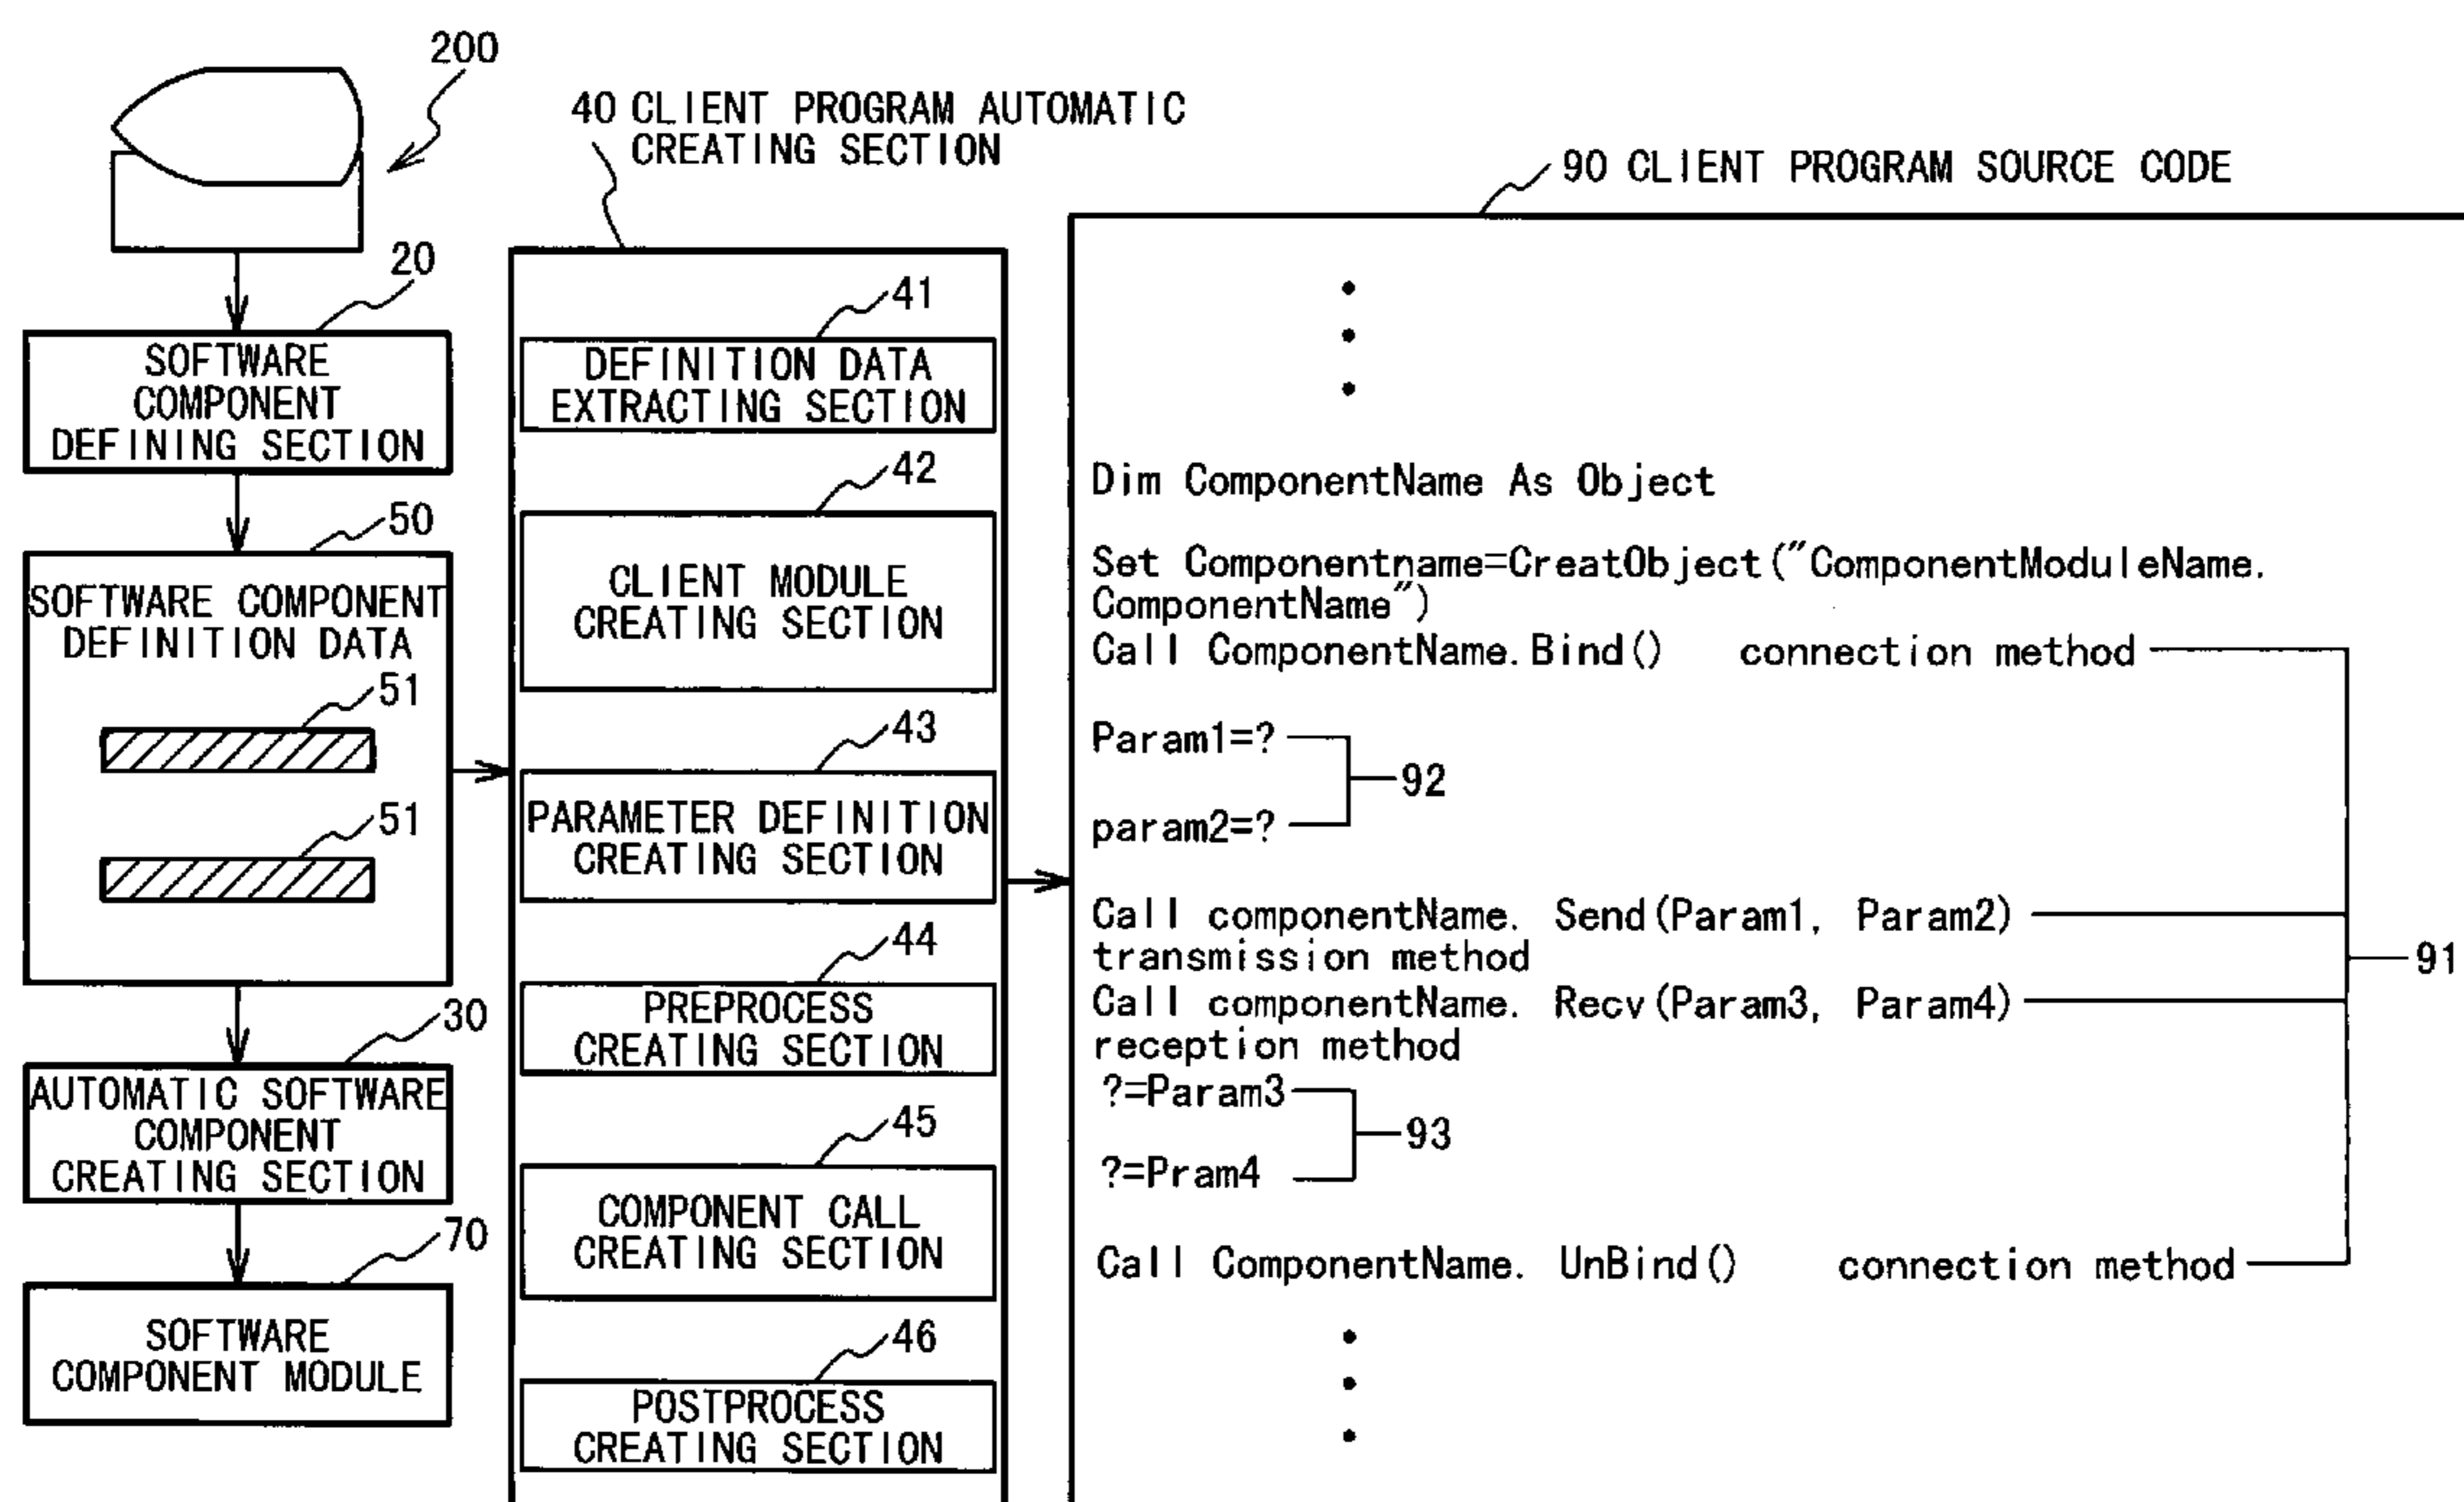 200
20
SOFTWARE
COMPONENT
DEFINING SECTION
50
SOFTWARE COMPONENT
DEFINITION DATA
51
51
30
AUTOMATIC SOFTWARE
COMPONENT
CREATING SECTION
70
SOFTWARE
COMPONENT MODULE
40 CLIENT PROGRAM AUTOMATIC
CREATING SECTION
41
DEFINITION DATA
EXTRACTING SECTION
42
CLIENT MODULE
CREATING SECTION
43
PARAMETER DEFINITION
CREATING SECTION
44
PREPROCESS
CREATING SECTION
45
COMPONENT CALL
CREATING SECTION
46
POSTPROCESS
CREATING SECTION
90 CLIENT PROGRAM SOURCE CODE
Dim ComponentName As Object
Set Componentname=CreatObject("ComponentModuleName.
ComponentName")
Call ComponentName.Bind() connection method
Param1=?
92
param2=?
Call componentName. Send(Param1, Param2)
transmission method
91
Call componentName. Recv(Param3, Param4)
reception method
?=Param3
93
?=Pram4
Call ComponentName. UnBind() connection method